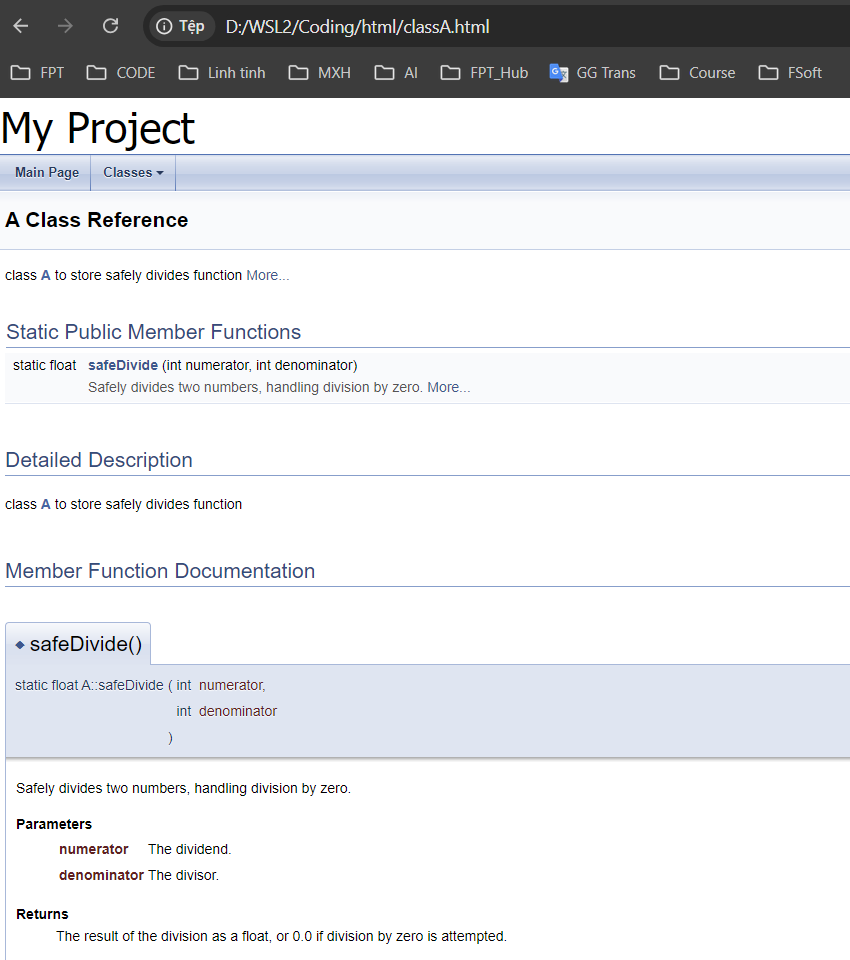 Tệp D:/WSL2/Coding/html/classA.html
FPT CODE Linh tinh MXH AI FPT_Hub GG Trans Course FSoft
My Project
Main Page Classes
A Class Reference
class A to store safely divides function More...
Static Public Member Functions
static float safeDivide (int numerator, int denominator)
Safely divides two numbers, handling division by zero. More...
Detailed Description
class A to store safely divides function
Member Function Documentation
safeDivide()
static float A::safeDivide ( int numerator,
int denominator
)
Safely divides two numbers, handling division by zero.
Parameters
numerator The dividend.
denominator The divisor.
Returns
The result of the division as a float, or 0.0 if division by zero is attempted.